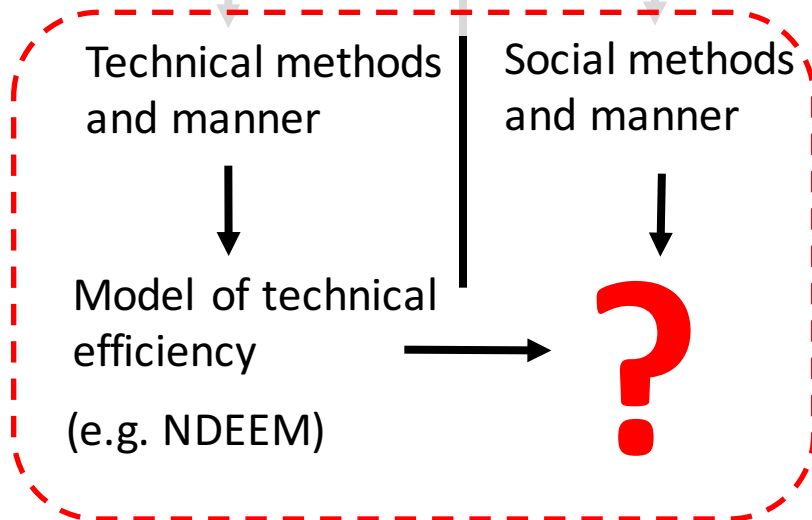 Technical methods
and manner
Social methods
and manner
Model of technical
efficiency
(e.g. NDEEM)
?